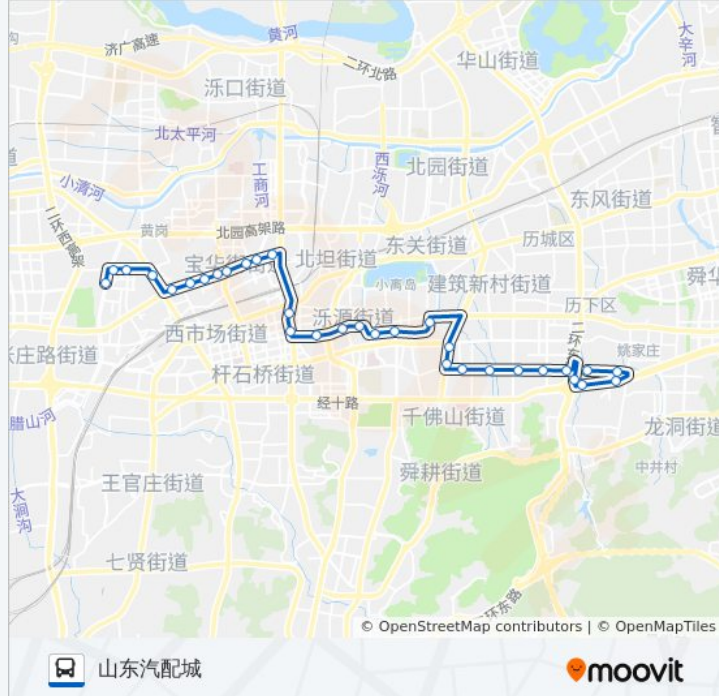 黄河
大辛河
济广高速
二环北路
华山街道
泺口街道
北太平河
西泺河
北园街道
工商河
小清河
东风街道
二环西高架
黄岗
北园高架路
历城区
东关街道
宝华街
北坦街道
小离岛
建筑新村街道
舜华
历下区
泺源街道
西市场街道
二环东
姚家庄
张庄路街道
杆石桥街道
经十路
千佛山街道
腊山河
龙洞街道
中井村
舜耕街道
王官庄街道
大涧沟
七贤街道
环东路
© OpenStreetMap contributors | © OpenMapTiles
山东汽配城
moovit